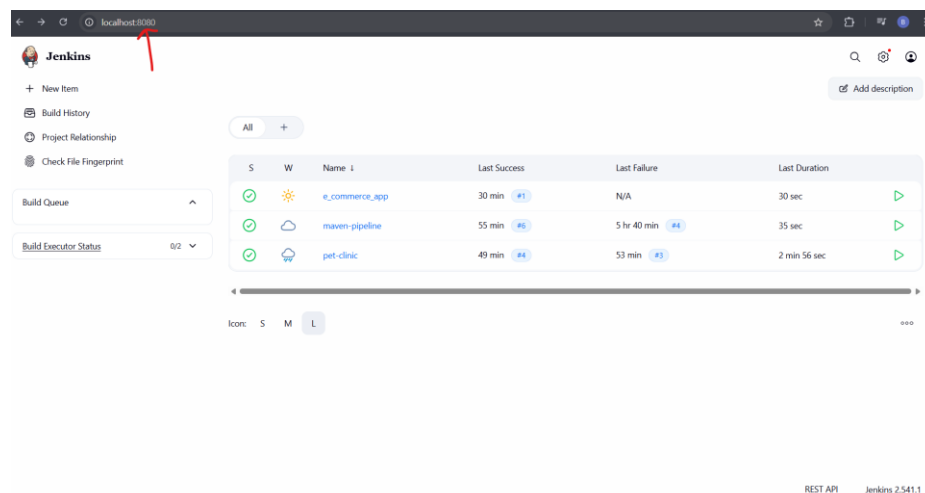 localhost:8080
Jenkins
+ New Item
Add description
Build History
All +
Project Relationship
Check File Fingerprint
S W Name ↓ Last Success Last Failure Last Duration
Build Queue
e_commerce_app 30 min #1 N/A 30 sec
maven-pipeline 55 min #6 5 hr 40 min #4 35 sec
Build Executor Status 0/2
pet-clinic 49 min #4 53 min #3 2 min 56 sec
Icon: S M L
REST API Jenkins 2.541.1